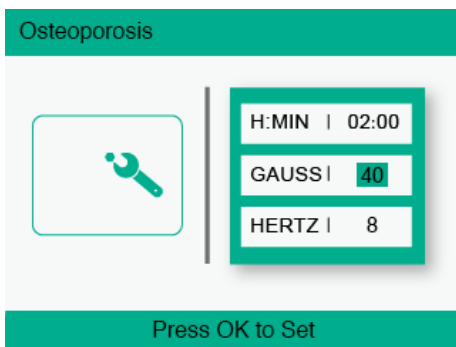 Osteoporosis
H:MIN | 02:00
GAUSS | 40
HERTZ | 8
Press OK to Set